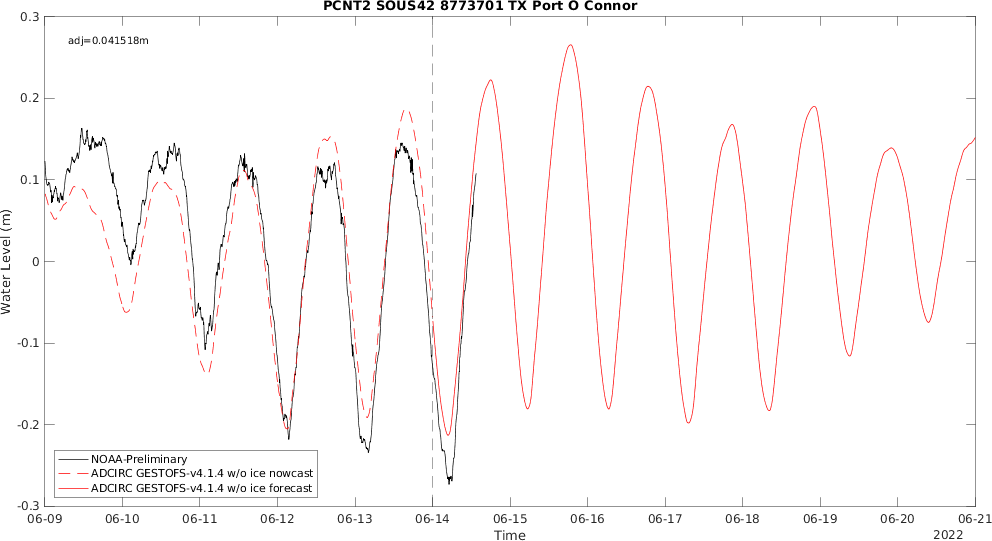 PCNT2 SOUS42 8773701 TX Port O Connor
adj=0.041518m
0.3
0.2
0.1
0
-0.1
-0.2
-0.3
Water Level (m)
NOAA-Preliminary
ADCIRC GESTOFS-v4.1.4 w/o ice nowcast
ADCIRC GESTOFS-v4.1.4 w/o ice forecast
06-09 06-10 06-11 06-12 06-13 06-14 06-15 06-16 06-17 06-18 06-19 06-20 06-21
Time
2022